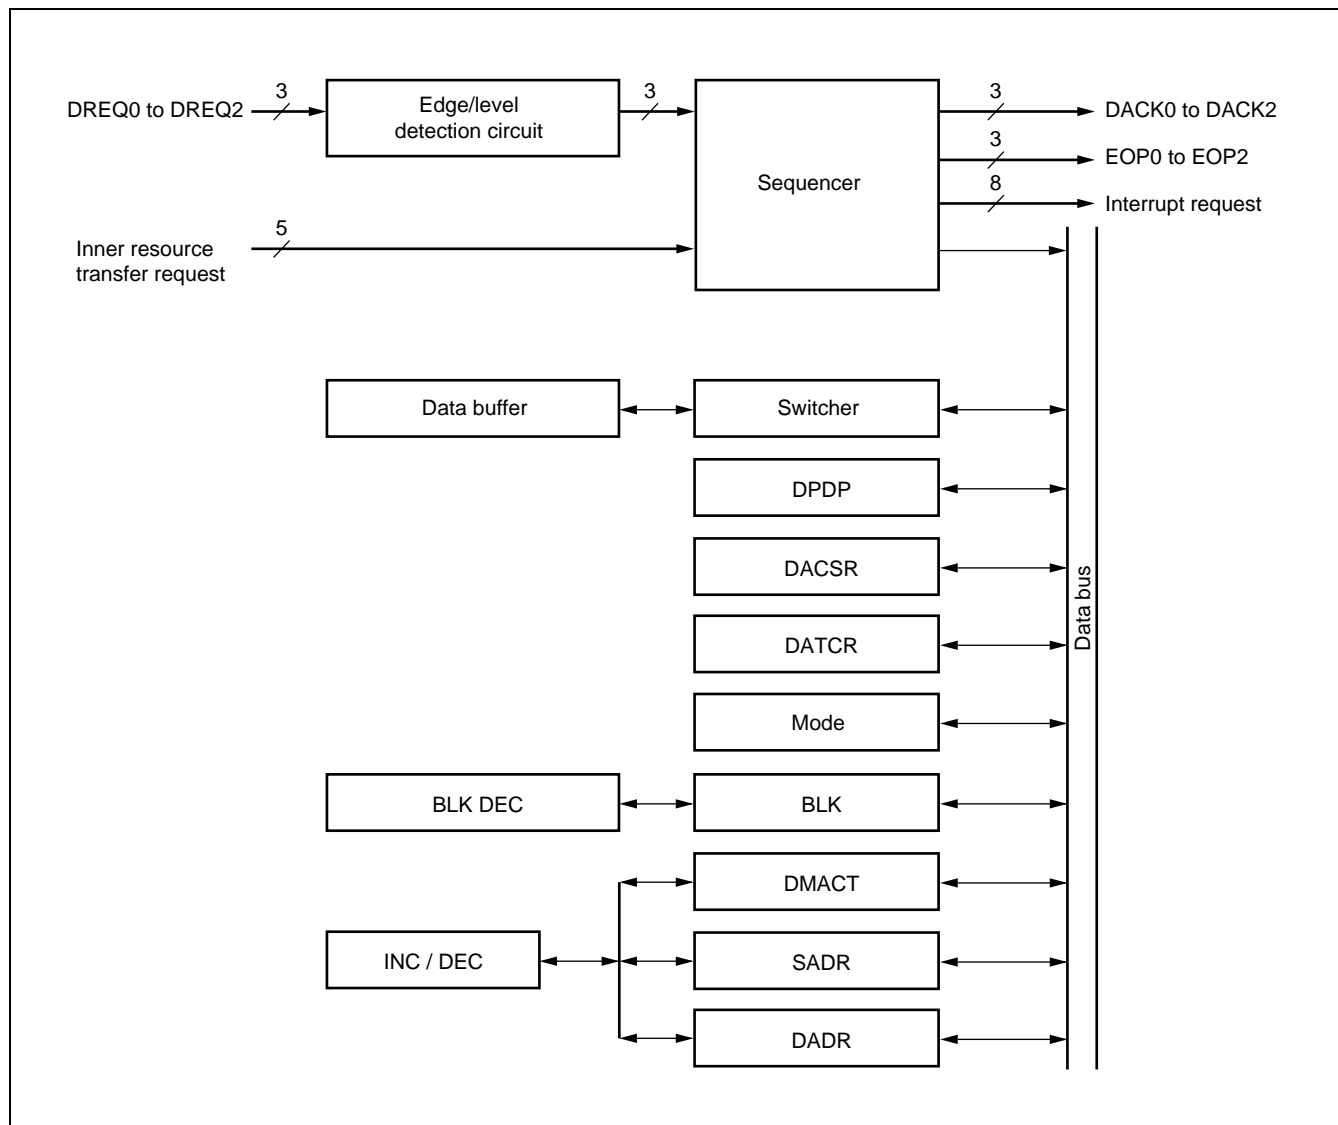 3
3
3
DREQ0 to DREQ2
Edge/level
detection circuit
DACK0 to DACK2
3
EOP0 to EOP2
Sequencer
8
Interrupt request
5
Inner resource
transfer request
Data buffer
Switcher
DPDP
DACSR
Data bus
DATCR
Mode
BLK DEC
BLK
DMACT
INC / DEC
SADR
DADR